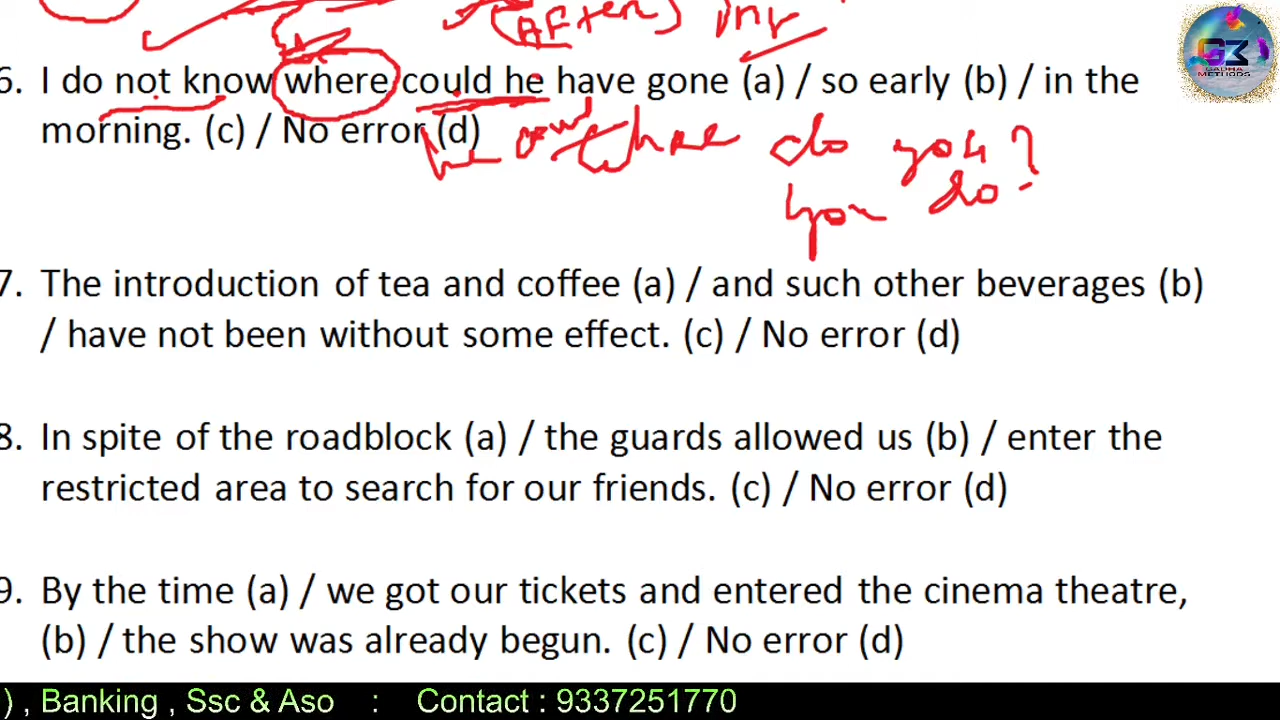 (AFTER) inv
6. I do not know where could he have gone (a) / so early (b) / in the
morning. (c) / No error (d)
he could
where do you ?
you do ?
7. The introduction of tea and coffee (a) / and such other beverages (b)
/ have not been without some effect. (c) / No error (d)
8. In spite of the roadblock (a) / the guards allowed us (b) / enter the
restricted area to search for our friends. (c) / No error (d)
9. By the time (a) / we got our tickets and entered the cinema theatre,
(b) / the show was already begun. (c) / No error (d)
) , Banking , Ssc & Aso : Contact : 9337251770